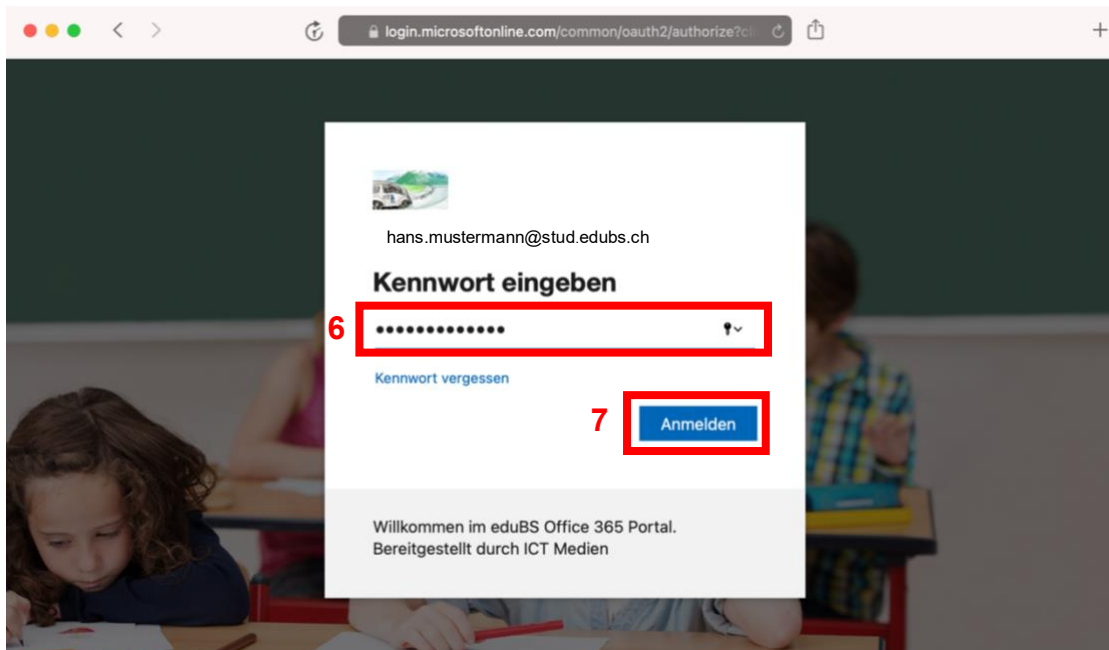 login.microsoftonline.com/common/oauth2/authorize?cli
hans.mustermann@stud.edubs.ch
Kennwort eingeben
6
Kennwort vergessen
7
Anmelden
Willkommen im eduBS Office 365 Portal.
Bereitgestellt durch ICT Medien